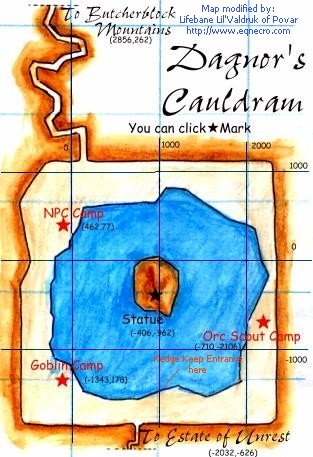 To Butcherblock
Mountains
(2856,262)
Map modified by:
Lifebane Lil'Valdruk of Povar
http://www.eqnecro.com
Dagnor's
Cauldram
You can click★Mark
0
1000
2000
1000
NPC Camp
(462,77)
0
Statue
(-406,-962)
Orc Scout Camp
(-710,-2106)
Goblin Camp
(-1343,178)
Kedge Keep Entrance
here
-1000
To Estate of Unrest
(-2032,-626)